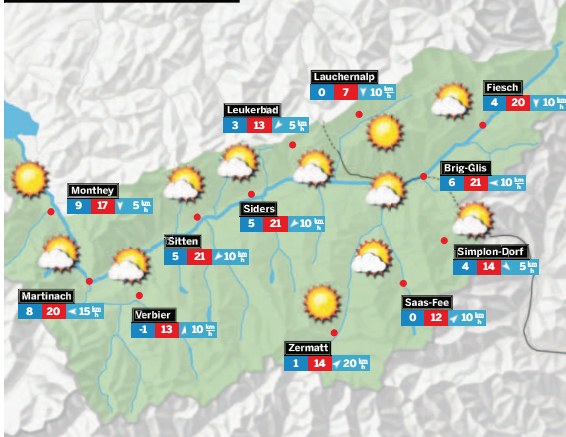 Lauchernalp
0 7 10 km/h
Fiesch
4 20 10 km/h
Leukerbad
3 13 5 km/h
Brig-Glis
6 21 10 km/h
Monthey
9 17 5 km/h
Siders
5 21 10 km/h
Sitten
5 21 10 km/h
Simplon-Dorf
4 14 5 km/h
Martinach
8 20 15 km/h
Verbier
-1 13 10 km/h
Saas-Fee
0 12 10 km/h
Zermatt
1 14 20 km/h